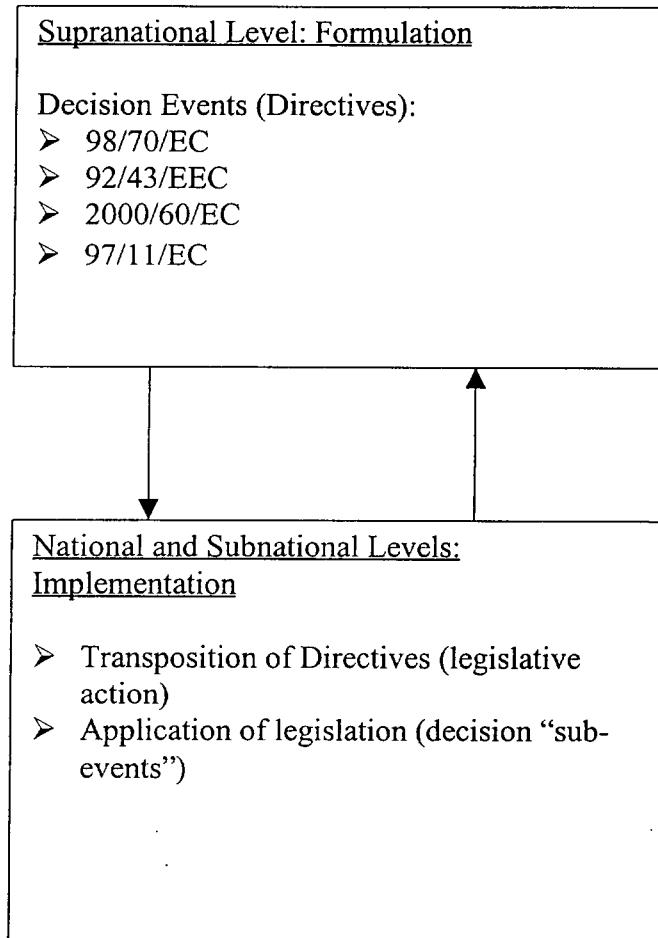 Supranational Level: Formulation
Decision Events (Directives):
➤ 98/70/EC
➤ 92/43/EEC
➤ 2000/60/EC
➤ 97/11/EC
National and Subnational Levels:
Implementation
➤ Transposition of Directives (legislative
action)
➤ Application of legislation (decision “sub-
events”)